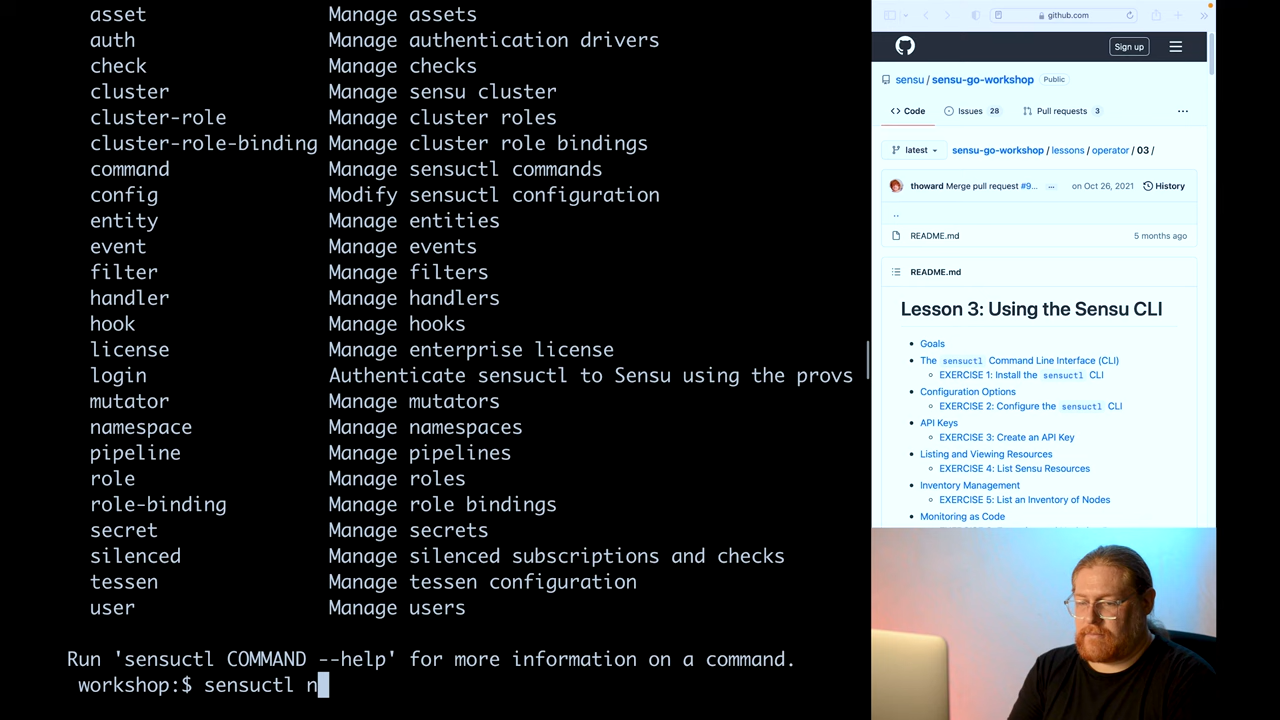 asset Manage assets
auth Manage authentication drivers
check Manage checks
cluster Manage sensu cluster
cluster-role Manage cluster roles
cluster-role-binding Manage cluster role bindings
command Manage sensuctl commands
config Modify sensuctl configuration
entity Manage entities
event Manage events
filter Manage filters
handler Manage handlers
hook Manage hooks
license Manage enterprise license
login Authenticate sensuctl to Sensu using the provs
mutator Manage mutators
namespace Manage namespaces
pipeline Manage pipelines
role Manage roles
role-binding Manage role bindings
secret Manage secrets
silenced Manage silenced subscriptions and checks
tessen Manage tessen configuration
user Manage users
Run 'sensuctl COMMAND --help' for more information on a command.
workshop:$ sensuctl n
github.com
Sign up
sensu / sensu-go-workshop Public
Code Issues 28 Pull requests 3 ...
latest sensu-go-workshop / lessons / operator / 03 /
thoward Merge pull request #9... ... on Oct 26, 2021 History
..
README.md 5 months ago
README.md
Lesson 3: Using the Sensu CLI
Goals
The sensuctl Command Line Interface (CLI)
EXERCISE 1: Install the sensuctl CLI
Configuration Options
EXERCISE 2: Configure the sensuctl CLI
API Keys
EXERCISE 3: Create an API Key
Listing and Viewing Resources
EXERCISE 4: List Sensu Resources
Inventory Management
EXERCISE 5: List an Inventory of Nodes
Monitoring as Code